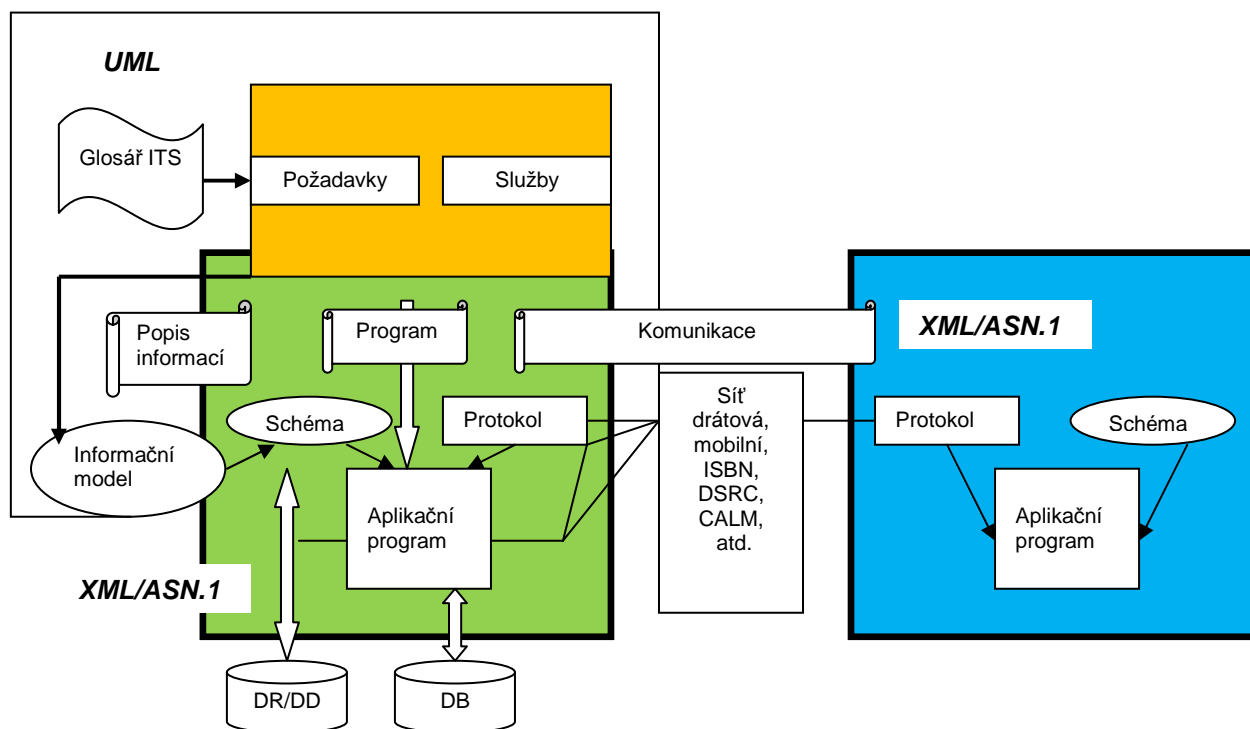 UML
Glosář ITS
Požadavky
Služby
Popis
informací
Program
Komunikace
XML/ASN.1
Schéma
Protokol
Síť
drátová,
mobilní,
ISBN,
DSRC,
CALM,
atd.
Protokol
Schéma
Informační
model
Aplikační
program
Aplikační
program
XML/ASN.1
DR/DD
DB